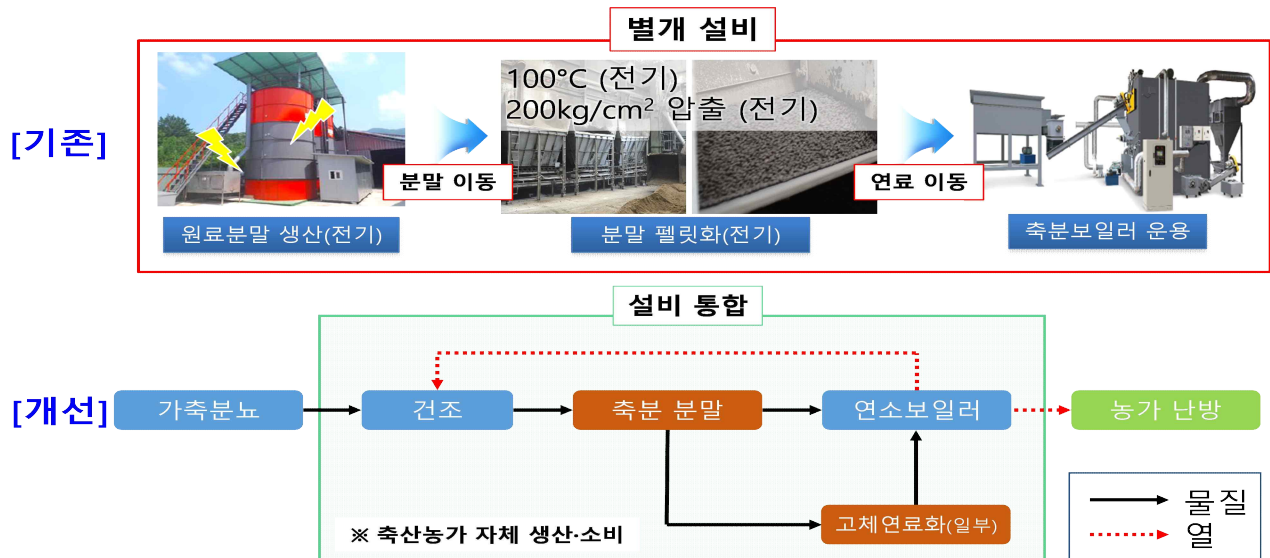 별개 설비
[기존]
100°C (전기)
200kg/cm² 압출 (전기)
분말 이동
연료 이동
원료분말 생산(전기)
분말 펠릿화(전기)
축분보일러 운용
설비 통합
[개선]
가축분뇨
건조
축분 분말
연소보일러
농가 난방
고체연료화(일부)
※ 축산농가 자체 생산·소비
물질
열